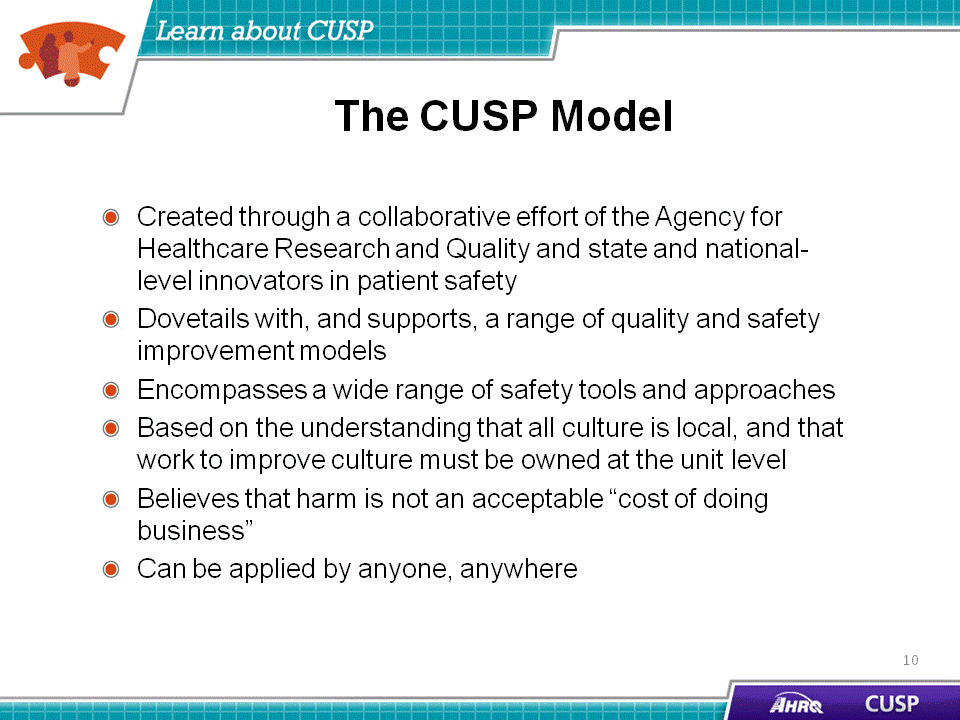 Learn about CUSP
The CUSP Model
Created through a collaborative effort of the Agency for
Healthcare Research and Quality and state and national-
level innovators in patient safety
Dovetails with, and supports, a range of quality and safety
improvement models
Encompasses a wide range of safety tools and approaches
Based on the understanding that all culture is local, and that
work to improve culture must be owned at the unit level
Believes that harm is not an acceptable “cost of doing
business”
Can be applied by anyone, anywhere
10
AHRQ CUSP